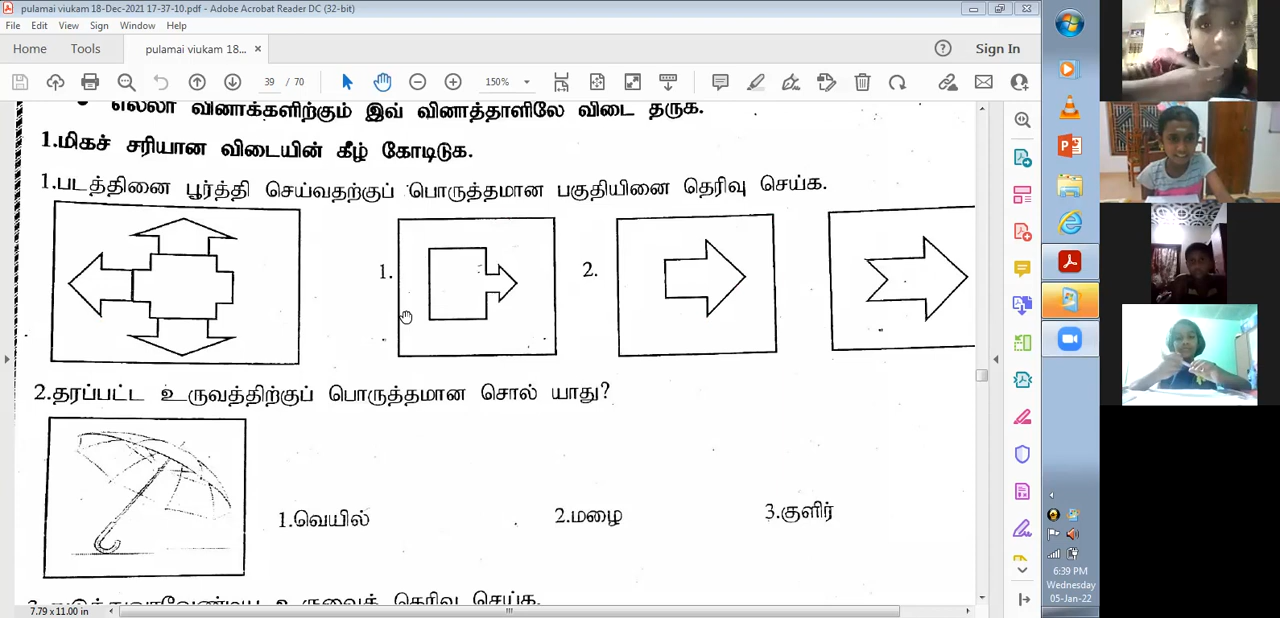 pulamai viukam 18-Dec-2021 17-37-10.pdf - Adobe Acrobat Reader DC (32-bit)
File Edit View Sign Window Help
Home Tools pulamai viukam 18... × Sign In
39 / 70 150%
எல்லா வினாக்களிற்கும் இவ் வினாத்தாளிலே விடை தருக.
1.மிகச் சரியான விடையின் கீழ் கோடிடுக.
1.படத்தினை பூர்த்தி செய்வதற்குப் பொருத்தமான பகுதியினை தெரிவு செய்க.
1. 2.
2.தரப்பட்ட உருவத்திற்குப் பொருத்தமான சொல் யாது?
1.வெயில் 2.மழை 3.குளிர்
உருவைத் தெரிவு செய்க.
7.79 x 11.00 in
6:39 PM
Wednesday
05-Jan-22